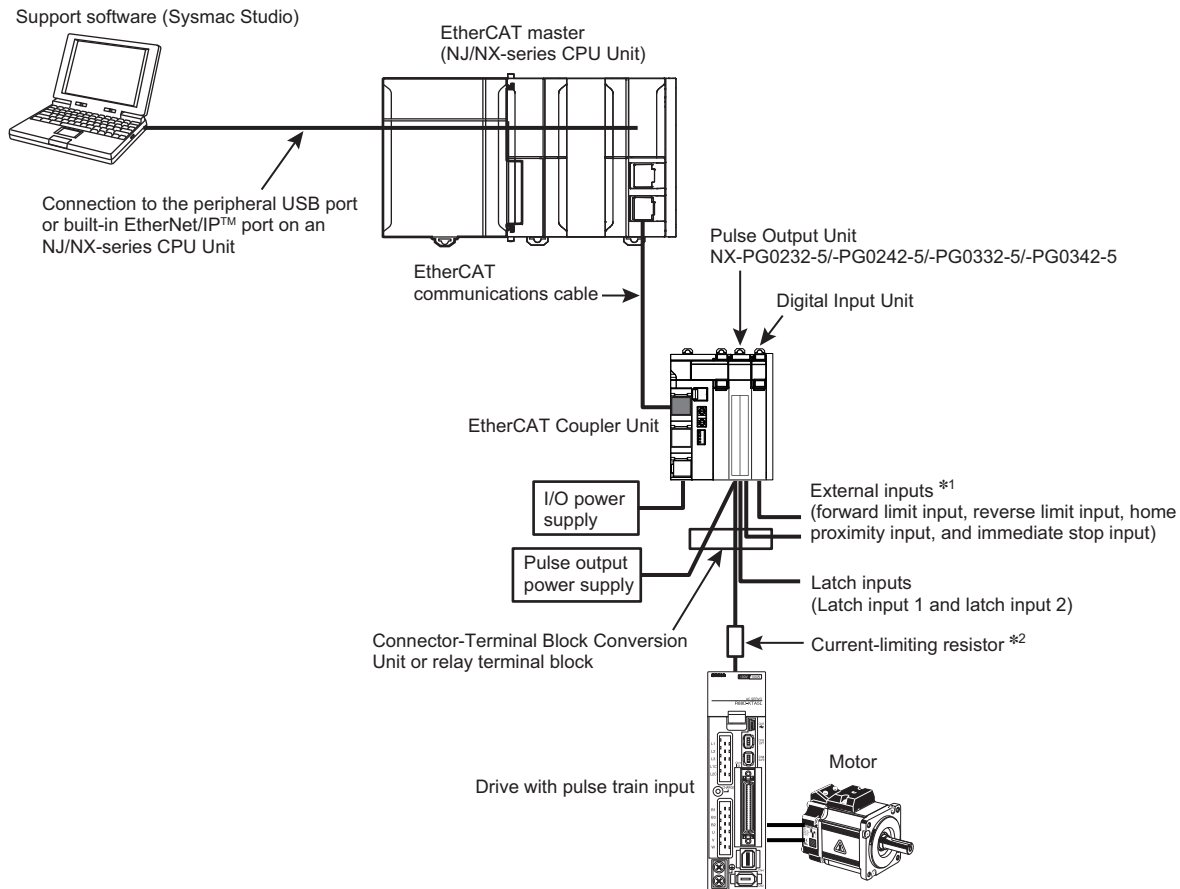 Support software (Sysmac Studio)
EtherCAT master
(NJ/NX-series CPU Unit)
Connection to the peripheral USB port
or built-in EtherNet/IP™ port on an
NJ/NX-series CPU Unit
EtherCAT
communications cable
Pulse Output Unit
NX-PG0232-5/-PG0242-5/-PG0332-5/-PG0342-5
Digital Input Unit
EtherCAT Coupler Unit
I/O power
supply
External inputs *1
(forward limit input, reverse limit input, home
proximity input, and immediate stop input)
Pulse output
power supply
Latch inputs
(Latch input 1 and latch input 2)
Connector-Terminal Block Conversion
Unit or relay terminal block
Current-limiting resistor *2
Drive with pulse train input
Motor